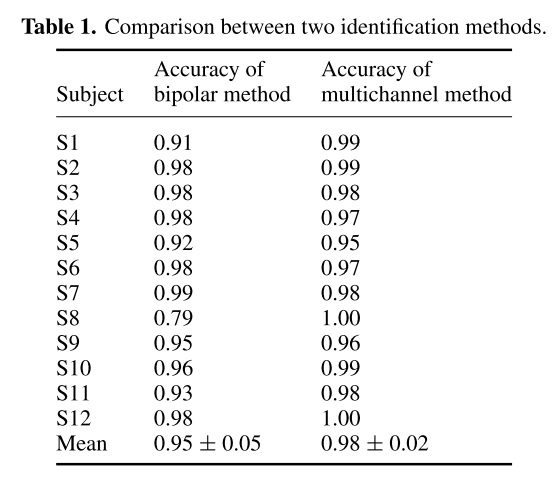 Table 1. Comparison between two identification methods.
Accuracy of Accuracy of
Subject bipolar method multichannel method
S1 0.91 0.99
S2 0.98 0.99
S3 0.98 0.98
S4 0.98 0.97
S5 0.92 0.95
S6 0.98 0.97
S7 0.99 0.98
S8 0.79 1.00
S9 0.95 0.96
S10 0.96 0.99
S11 0.93 0.98
S12 0.98 1.00
Mean 0.95 ± 0.05 0.98 ± 0.02